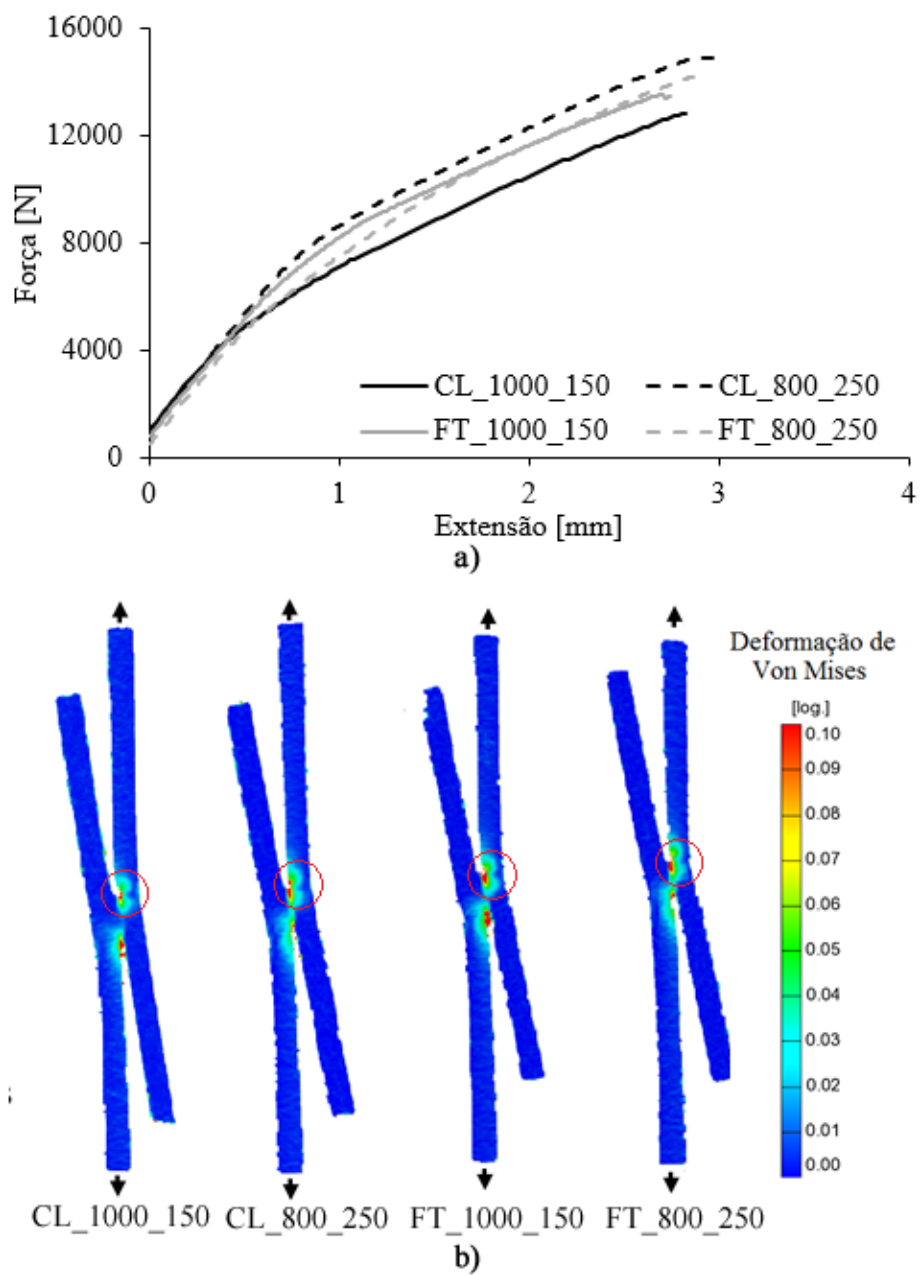 16000
12000
8000
4000
0
Força [N]
CL_1000_150
CL_800_250
FT_1000_150
FT_800_250
0 1 2 3 4
Extensão [mm]
a)
Deformação de
Von Mises
[log.]
0.10
0.09
0.08
0.07
0.06
0.05
0.04
0.03
0.02
0.01
0.00
CL_1000_150 CL_800_250 FT_1000_150 FT_800_250
b)